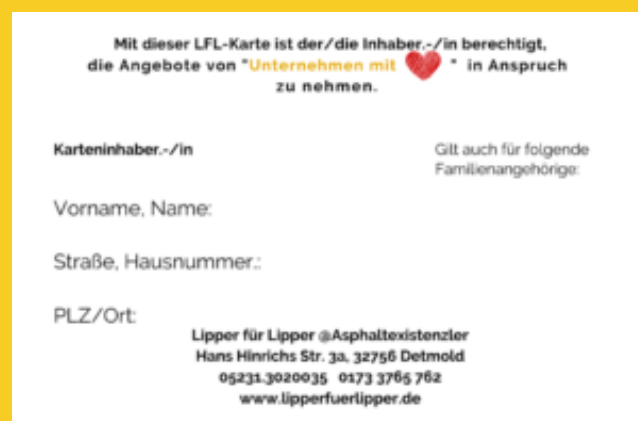 Mit dieser LFL-Karte ist der/die Inhaber.-/in berechtigt,
die Angebote von "Unternehmen mit ❤ " in Anspruch
zu nehmen.
Karteninhaber.-/in
Gilt auch für folgende
Familienangehörige:
Vorname, Name:
Straße, Hausnummer.:
PLZ/Ort:
Lipper für Lipper @Asphaltexistenzler
Hans Hinrichs Str. 3a, 32756 Detmold
05231.3020035 0173 3765 762
www.lipperfuerlipper.de